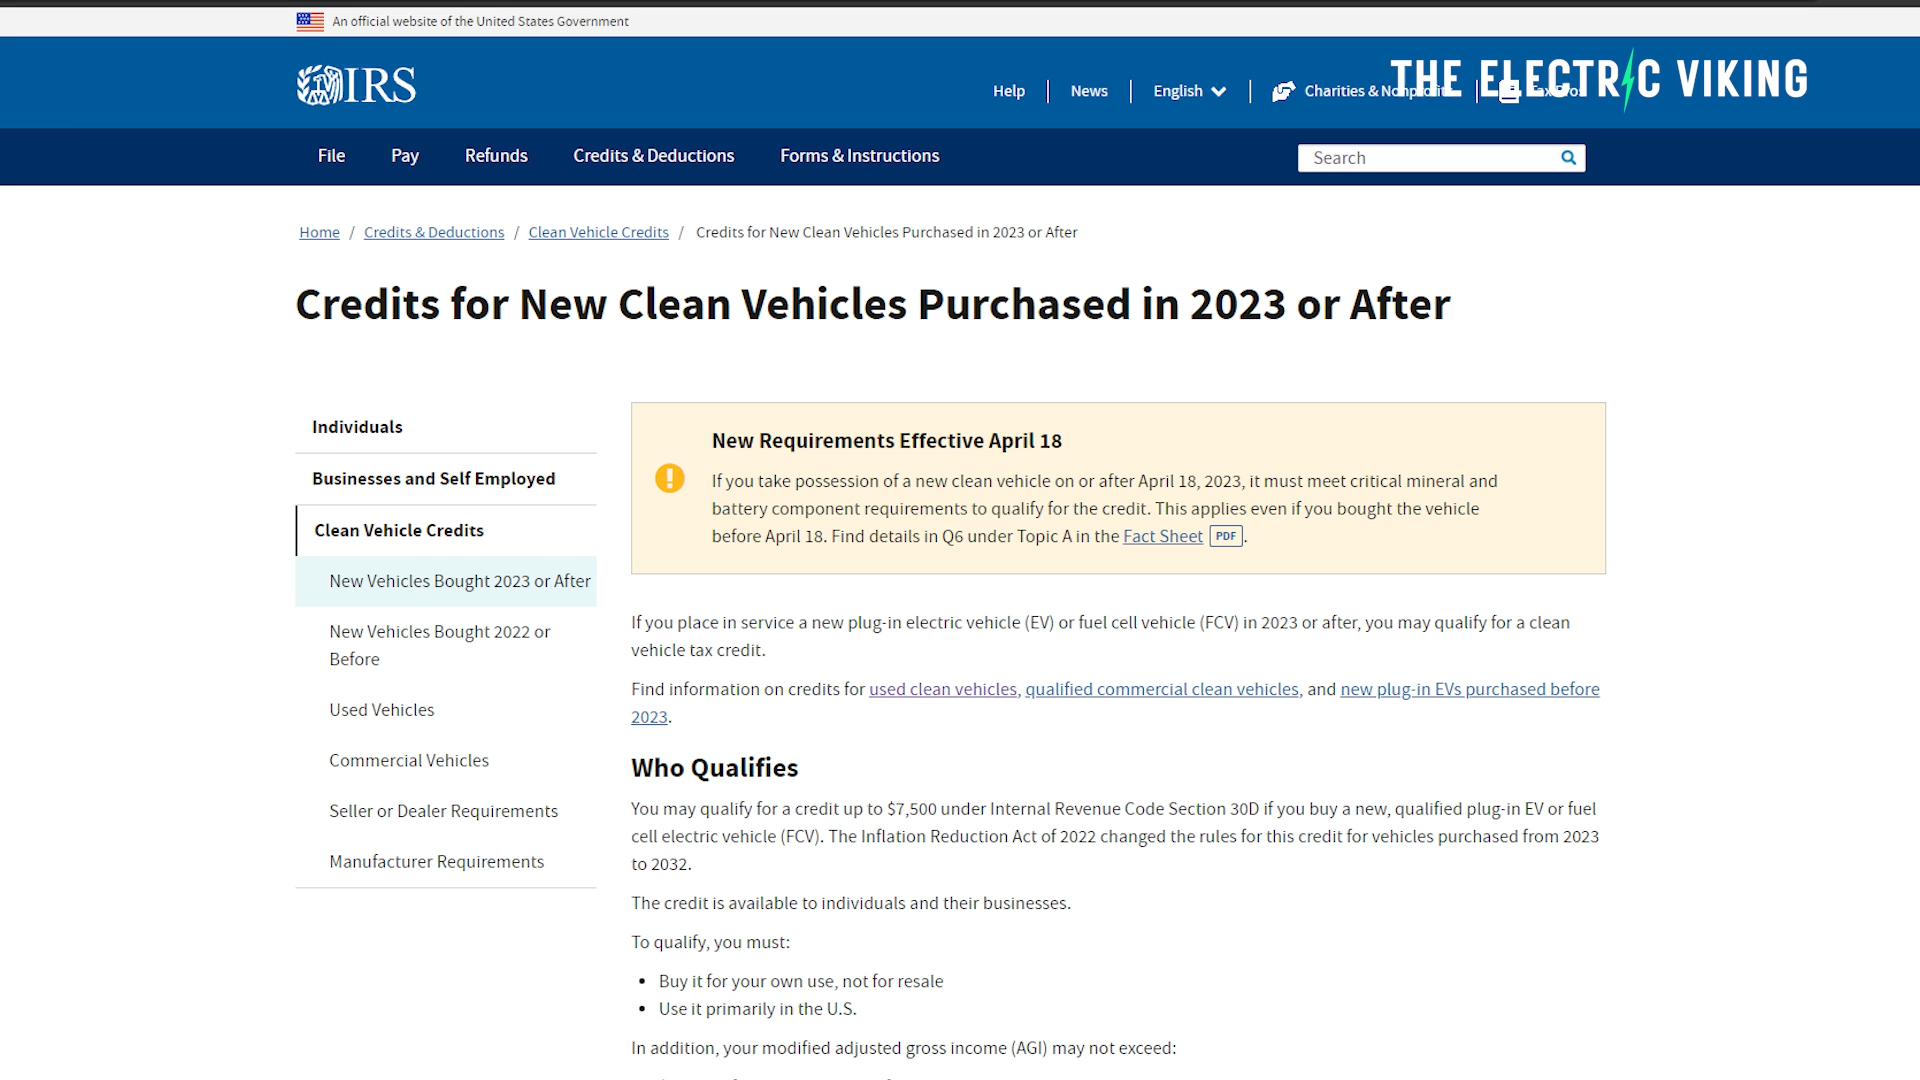 An official website of the United States Government
IRS
Help
News
English
Charities & Nonprofits
THE ELECTRIC VIKING
File
Pay
Refunds
Credits & Deductions
Forms & Instructions
Search
Home / Credits & Deductions / Clean Vehicle Credits / Credits for New Clean Vehicles Purchased in 2023 or After
Credits for New Clean Vehicles Purchased in 2023 or After
Individuals
Businesses and Self Employed
Clean Vehicle Credits
New Vehicles Bought 2023 or After
New Vehicles Bought 2022 or
Before
Used Vehicles
Commercial Vehicles
Seller or Dealer Requirements
Manufacturer Requirements
New Requirements Effective April 18
If you take possession of a new clean vehicle on or after April 18, 2023, it must meet critical mineral and
battery component requirements to qualify for the credit. This applies even if you bought the vehicle
before April 18. Find details in Q6 under Topic A in the Fact Sheet PDF.
If you place in service a new plug-in electric vehicle (EV) or fuel cell vehicle (FCV) in 2023 or after, you may qualify for a clean
vehicle tax credit.
Find information on credits for used clean vehicles, qualified commercial clean vehicles, and new plug-in EVs purchased before
2023.
Who Qualifies
You may qualify for a credit up to $7,500 under Internal Revenue Code Section 30D if you buy a new, qualified plug-in EV or fuel
cell electric vehicle (FCV). The Inflation Reduction Act of 2022 changed the rules for this credit for vehicles purchased from 2023
to 2032.
The credit is available to individuals and their businesses.
To qualify, you must:
• Buy it for your own use, not for resale
• Use it primarily in the U.S.
In addition, your modified adjusted gross income (AGI) may not exceed: